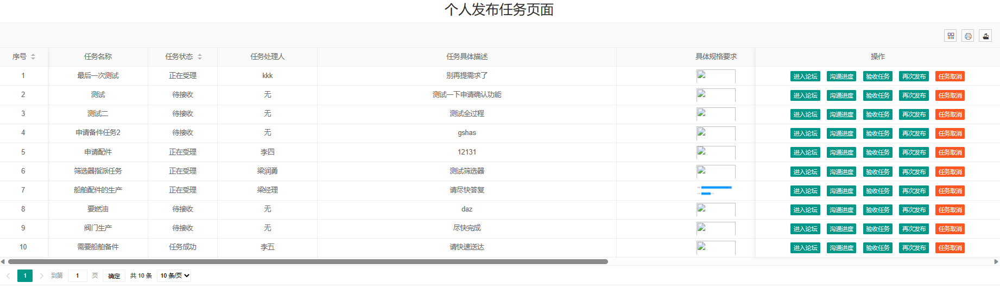 个人发布任务页面
序号 任务名称 任务状态 任务处理人 任务具体描述 具体规格要求 操作
1 最后一次测试 正在受理 kkk 别再提需求了 进入论坛 沟通进度 验收任务 再次发布 任务取消
2 测试 待接收 无 测试一下申请确认功能 进入论坛 沟通进度 验收任务 再次发布 任务取消
3 测试二 待接收 无 测试全过程 进入论坛 沟通进度 验收任务 再次发布 任务取消
4 申请备件任务2 待接收 无 gshas 进入论坛 沟通进度 验收任务 再次发布 任务取消
5 申请配件 正在受理 李四 12131 进入论坛 沟通进度 验收任务 再次发布 任务取消
6 筛选器指派任务 正在受理 梁润勇 测试筛选器 进入论坛 沟通进度 验收任务 再次发布 任务取消
7 船舶配件的生产 正在受理 梁经理 请尽快答复 进入论坛 沟通进度 验收任务 再次发布 任务取消
8 要燃油 待接收 无 daz 进入论坛 沟通进度 验收任务 再次发布 任务取消
9 阀门生产 待接收 无 尽快完成 进入论坛 沟通进度 验收任务 再次发布 任务取消
10 需要船舶备件 任务成功 李五 请快速送达 进入论坛 沟通进度 验收任务 再次发布 任务取消
1 到第 1 页 确定 共 10 条 10 条/页